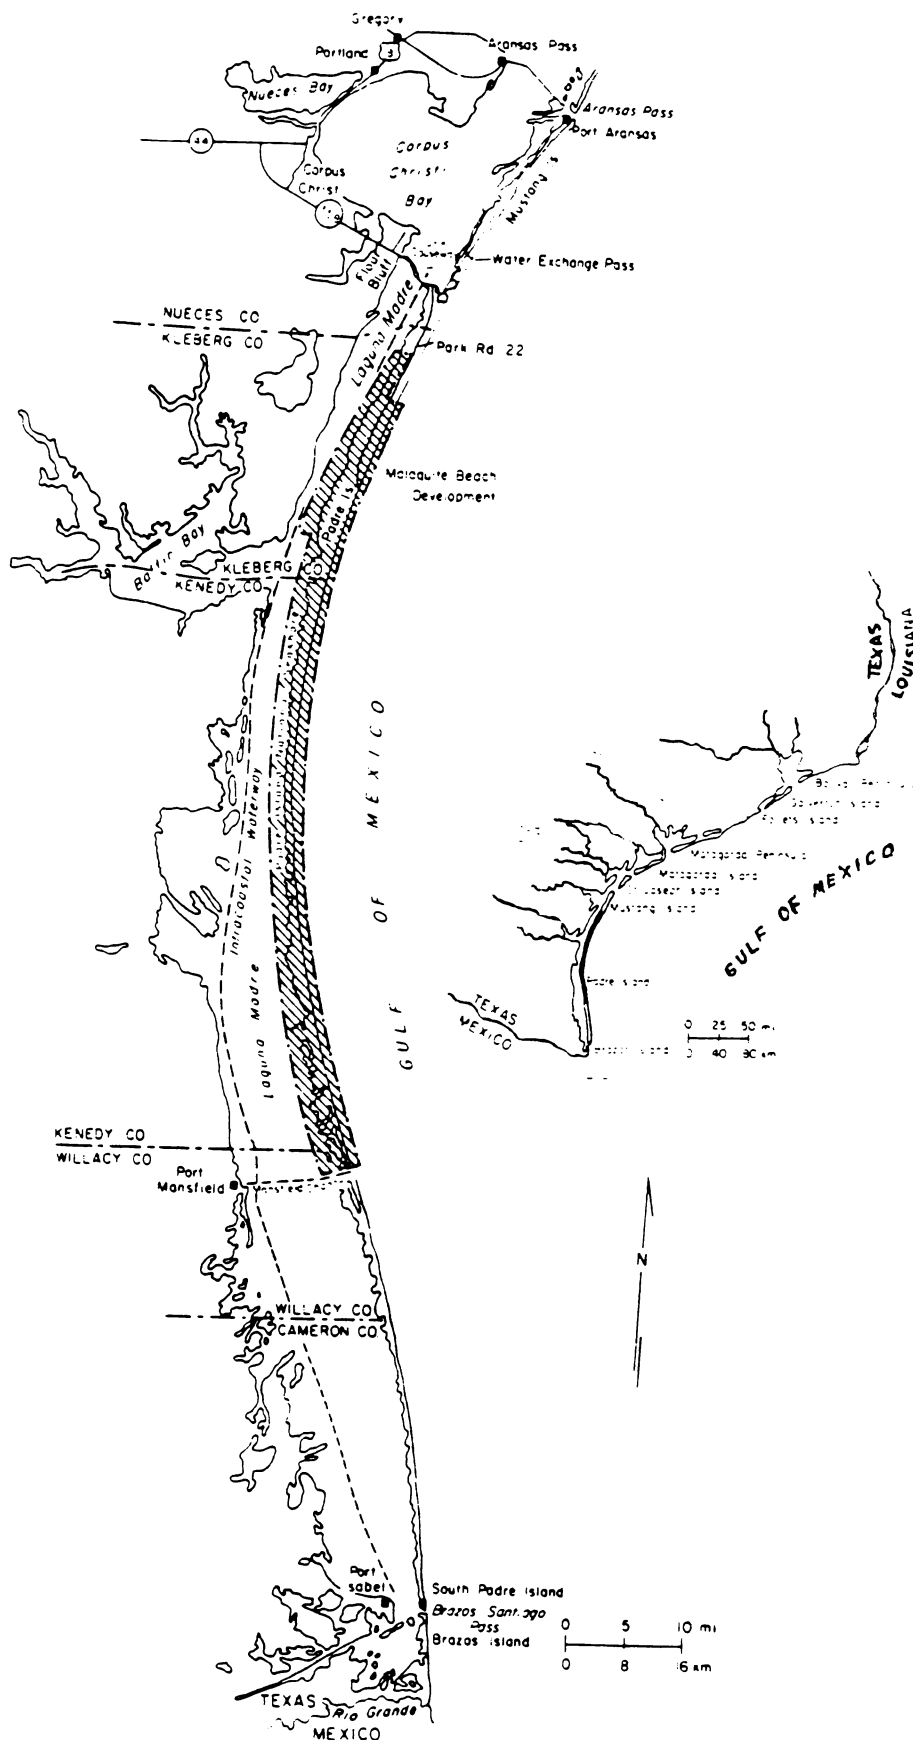 Gregory
Portland
Aransas Pass
Nueces Bay
Aransas Pass
Port Aransas
44
Corpus
Christi
Bay
Corpus
Christ
Mustang Is
Water Exchange Pass
Flour
Bluff
Laguna Madre
NUECES CO
KLEBERG CO
Park Rd 22
Malaquite Beach
Development
Padre Is
Baffin Bay
KLEBERG CO
KENEDY CO
TEXAS
LOUISIANA
GULF OF MEXICO
Intracoastal Waterway
Laguna Madre
Matagorda Peninsula
Matagorda Island
Mustang Island
Padre Island
GULF OF MEXICO
TEXAS
MEXICO
0 25 50 mi
0 40 80 km
KENEDY CO
WILLACY CO
Port
Mansfield
N
WILLACY CO
CAMERON CO
Port
Isabel
South Padre Island
Brazos Santiago
Pass
Brazos Island
0 5 10 mi
0 8 16 km
TEXAS
Rio Grande
MEXICO